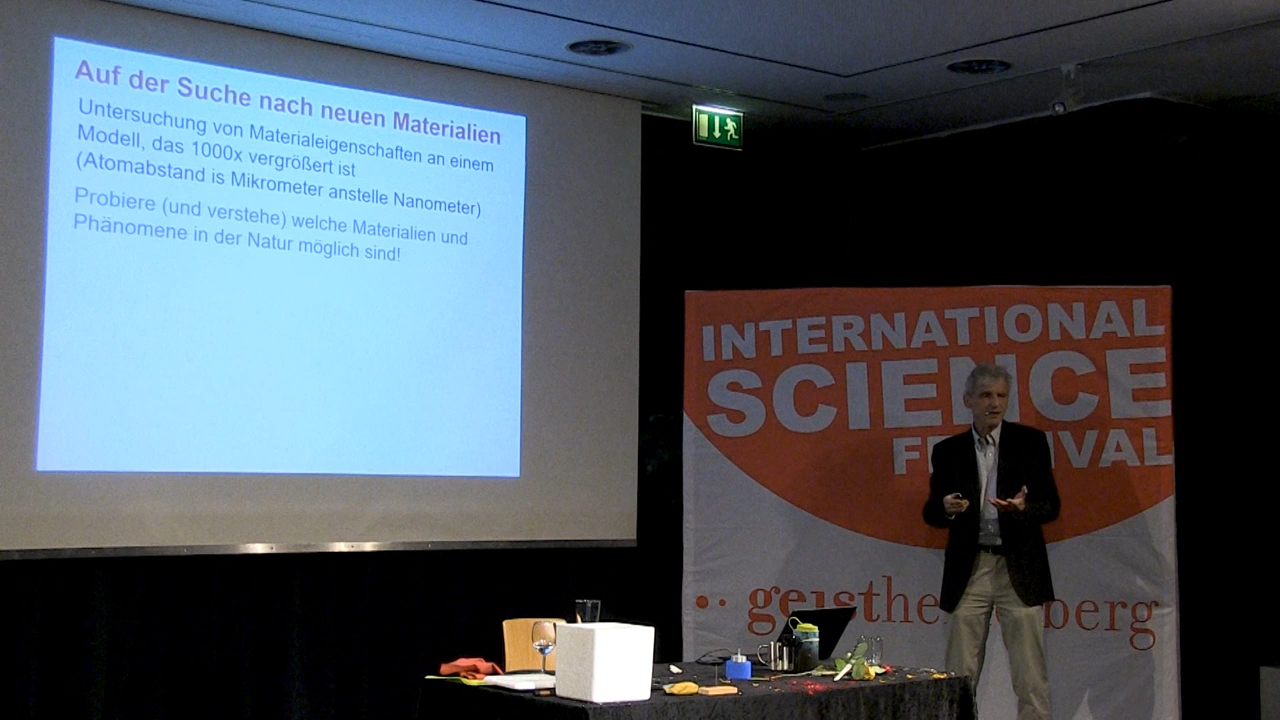 Auf der Suche nach neuen Materialien
Untersuchung von Materialeigenschaften an einem
Modell, das 1000x vergrößert ist
(Atomabstand is Mikrometer anstelle Nanometer)
Probiere (und verstehe) welche Materialien und
Phänomene in der Natur möglich sind!
INTERNATIONAL
SCIENCE